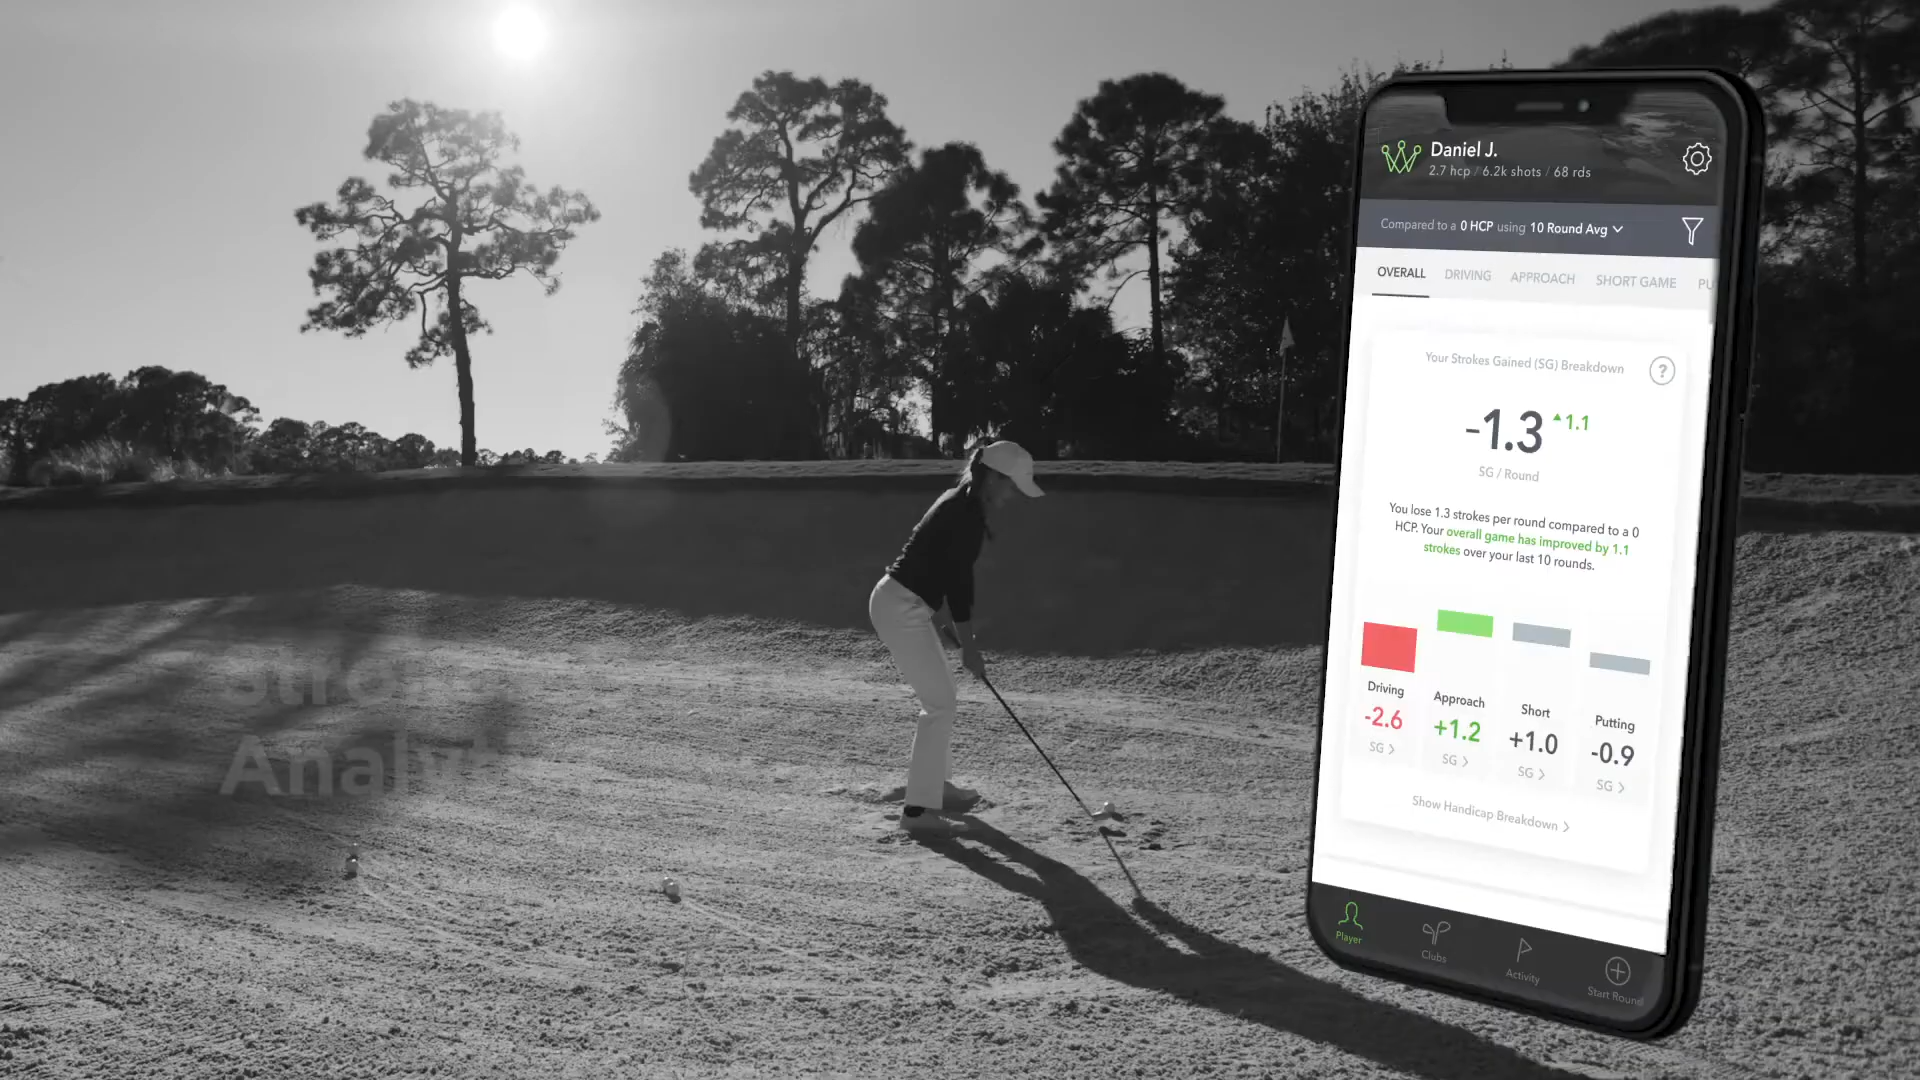 Daniel J.
2.7 hcp / 6.2k shots / 68 rds
Compared to a 0 HCP using 10 Round Avg
OVERALL DRIVING APPROACH SHORT GAME
Your Strokes Gained (SG) Breakdown
?
-1.3 ▲1.1
SG / Round
You lose 1.3 strokes per round compared to a 0
HCP. Your overall game has improved by 1.1
strokes over your last 10 rounds.
Driving Approach Short Putting
-2.6 +1.2 +1.0 -0.9
SG > SG > SG > SG >
Show Handicap Breakdown >
Player Clubs Activity Start Round